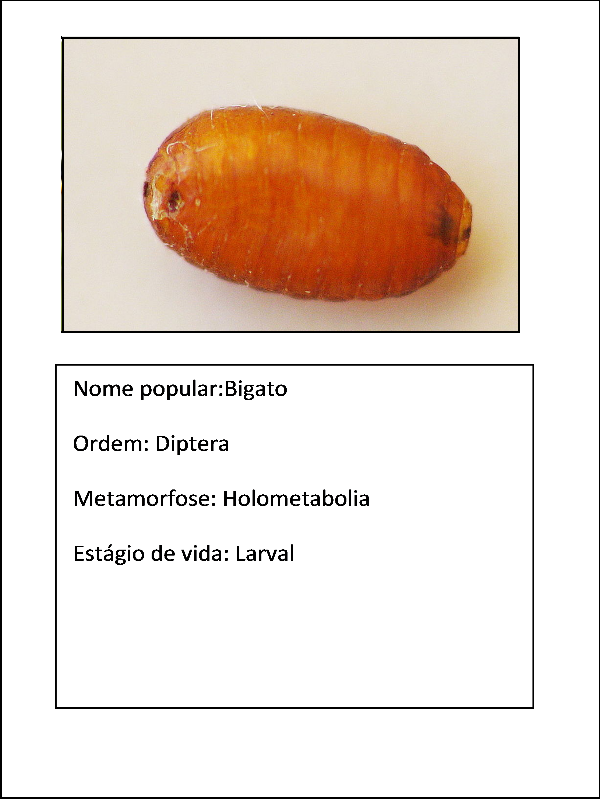 Nome popular:Bigato
Ordem: Diptera
Metamorfose: Holometabolia
Estágio de vida: Larval